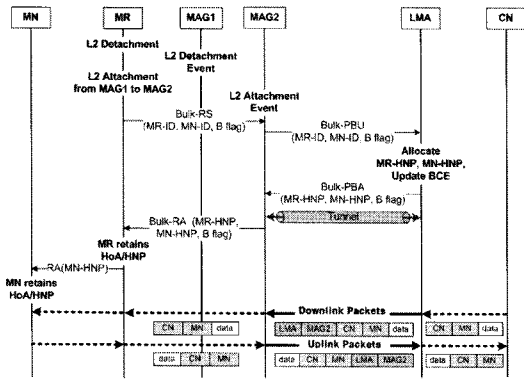 MN MR MAG1 MAG2 LMA CN
L2 Detachment
L2 Detachment
Event
L2 Attachment
from MAG1 to MAG2
L2 Attachment
Event
Bulk-RS
(MR-ID, MN-ID, B flag)
Bulk-PBU
(MR-ID, MN-ID, B flag)
Allocate
MR-HNP, MN-HNP,
Update BCE
Bulk-PBA
(MR-HNP, MN-HNP, B flag)
Bulk-RA (MR-HNP,
MN-HNP, B flag)
Tunnel
MR retains
HoA/HNP
RA(MN-HNP)
MN retains
HoA/HNP
Downlink Packets
CN MN data
LMA MAG2 CN MN data
CN MN data
Uplink Packets
data CN MN
data CN MN LMA MAG2
data CN MN